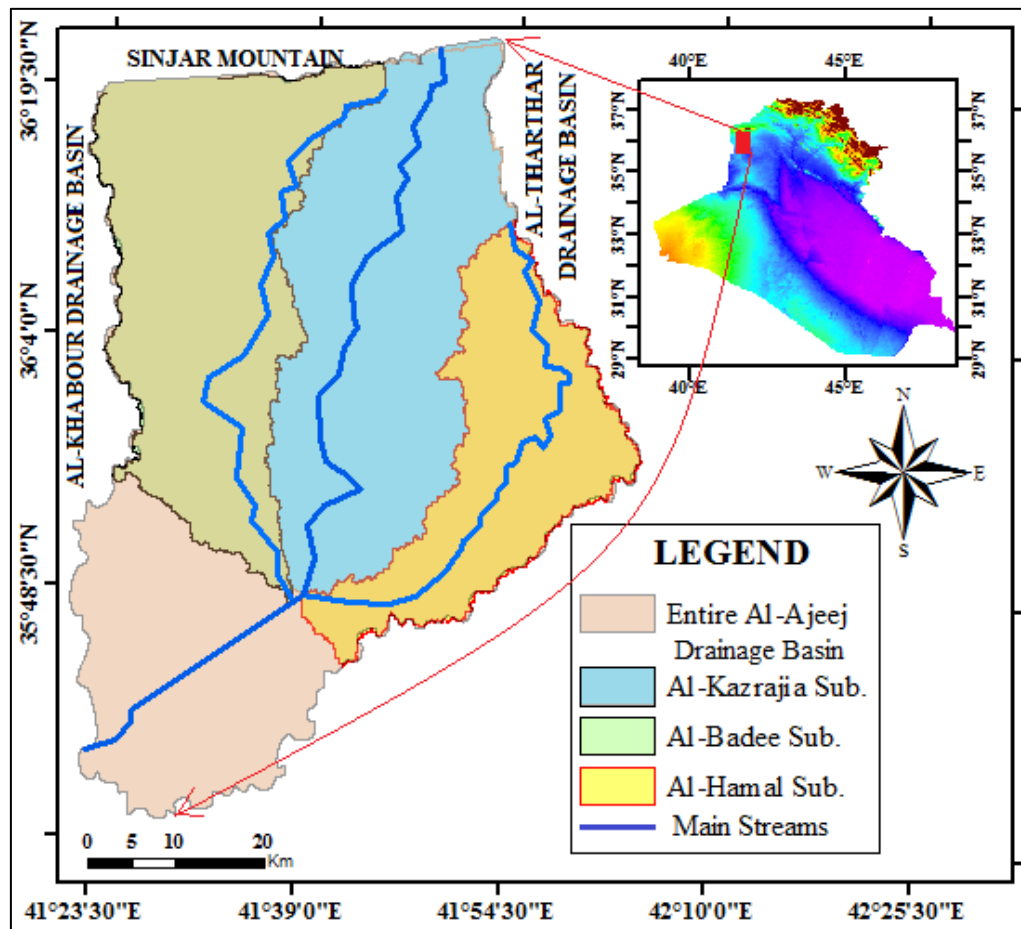 SINJAR MOUNTAIN
AL-KHABOUR DRAINAGE BASIN
AL-THARTHAR
DRAINAGE BASIN
36°19'30"N
36°4'0"N
35°48'30"N
40°E
45°E
37°N
35°N
33°N
31°N
29°N
37°N
35°N
33°N
31°N
29°N
40°E
45°E
N
W
E
S
LEGEND
Entire Al-Ajeej
Drainage Basin
Al-Kazrajia Sub.
Al-Badee Sub.
Al-Hamal Sub.
Main Streams
0 5 10 20
Km
41°23'30"E
41°39'0"E
41°54'30"E
42°10'0"E
42°25'30"E